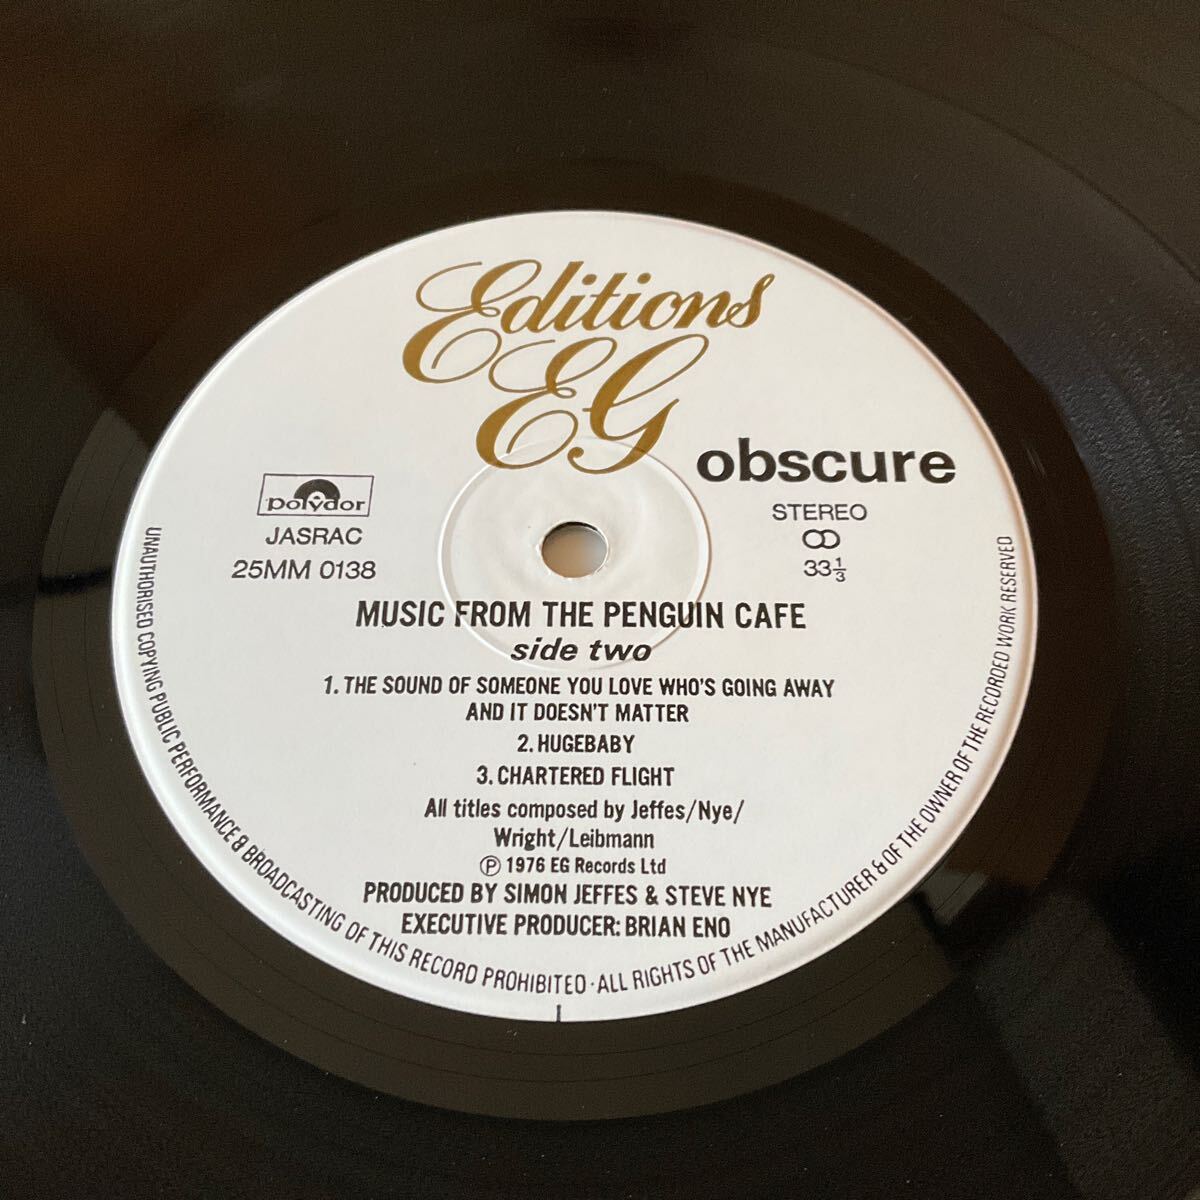 Editions
EG
obscure
polydor
JASRAC
25MM 0138
STEREO
33⅓
MUSIC FROM THE PENGUIN CAFE
side two
1. THE SOUND OF SOMEONE YOU LOVE WHO'S GOING AWAY
AND IT DOESN'T MATTER
2. HUGEBABY
3. CHARTERED FLIGHT
All titles composed by Jeffes/Nye/
Wright/Leibmann
Ⓟ 1976 EG Records Ltd
PRODUCED BY SIMON JEFFES & STEVE NYE
EXECUTIVE PRODUCER: BRIAN ENO
UNAUTHORISED COPYING PUBLIC PERFORMANCE & BROADCASTING OF THIS RECORD PROHIBITED · ALL RIGHTS OF THE MANUFACTURER & OF THE OWNER OF THE RECORDED WORK RESERVED